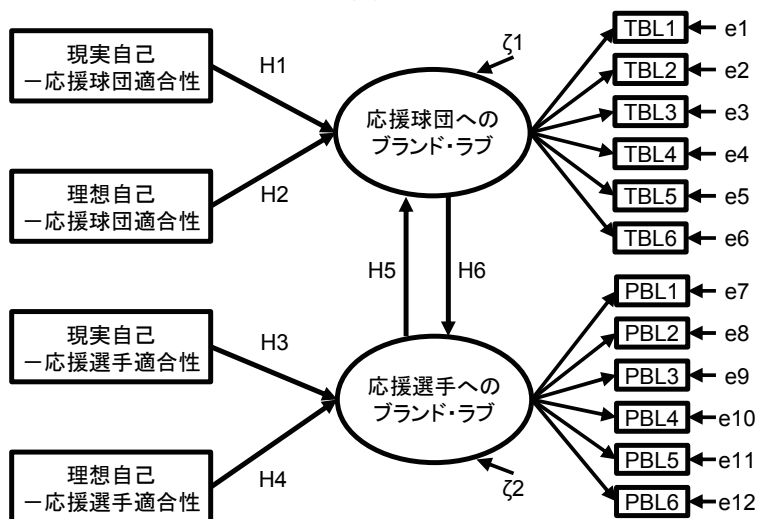 現実自己
－応援球団適合性
H1
理想自己
－応援球団適合性
H2
応援球団への
ブランド・ラブ
ζ1
TBL1
e1
TBL2
e2
TBL3
e3
TBL4
e4
TBL5
e5
TBL6
e6
H5
H6
現実自己
－応援選手適合性
H3
理想自己
－応援選手適合性
H4
応援選手への
ブランド・ラブ
ζ2
PBL1
e7
PBL2
e8
PBL3
e9
PBL4
e10
PBL5
e11
PBL6
e12